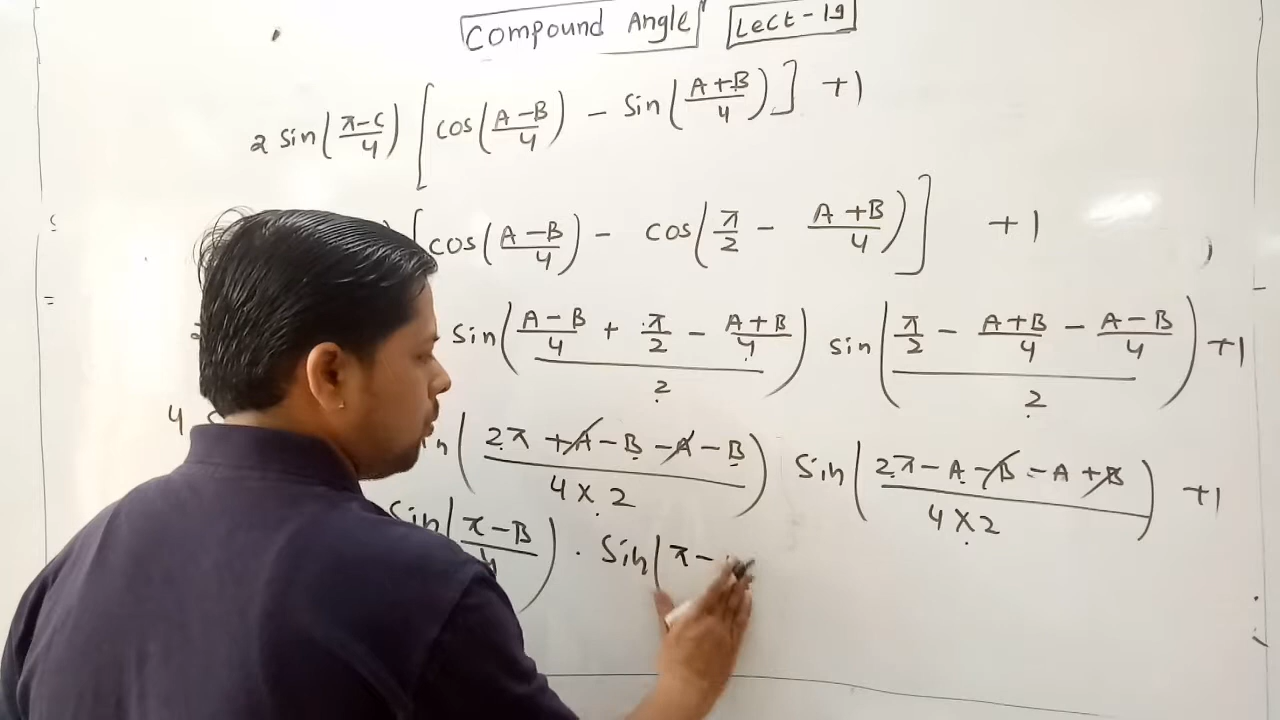 Compound Angle Lect-19
2 sin((π-C)/4) [cos((A-B)/4) - sin((A+B)/4)] +1
[cos((A-B)/4) - cos(π/2 - (A+B)/4)] +1
= sin(((A-B)/4 + π/2 - (A+B)/4)/2) sin((π/2 - (A+B)/4 - (A-B)/4)/2) +1
4 sin((2π+A-B-A-B)/(4×2)) sin((2π-A-B-A+B)/(4×2)) +1
sin((π-B)/4) · sin(π-